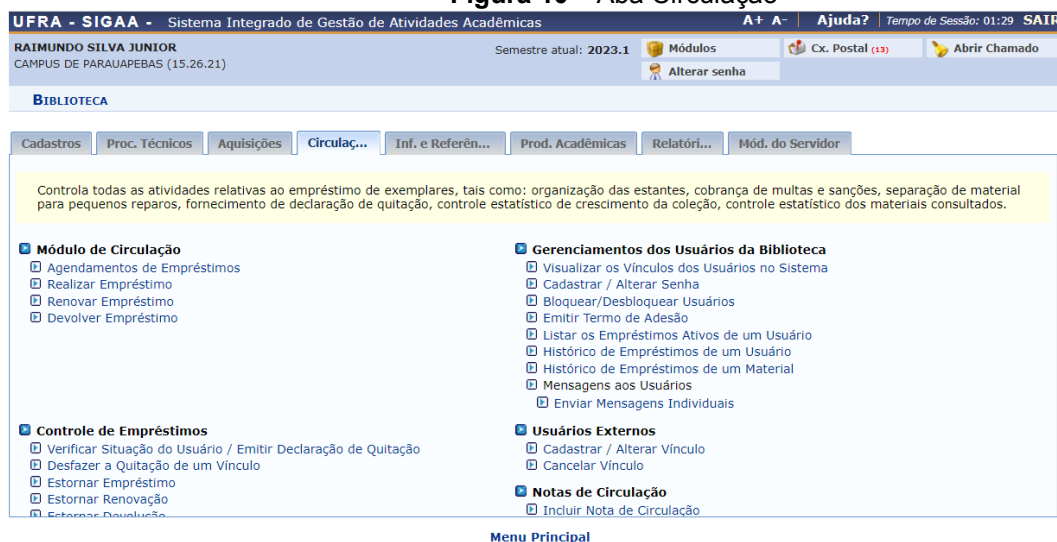 Aba Circulação
UFRA - SIGAA - Sistema Integrado de Gestão de Atividades Acadêmicas A+ A- Ajuda? Tempo de Sessão: 01:29 SAIR
RAIMUNDO SILVA JUNIOR Semestre atual: 2023.1 Módulos Cx. Postal (13) Abrir Chamado
CAMPUS DE PARAUAPEBAS (15.26.21) Alterar senha
BIBLIOTECA
Cadastros Proc. Técnicos Aquisições Circulaç... Inf. e Referên... Prod. Acadêmicas Relatóri... Mód. do Servidor
Controla todas as atividades relativas ao empréstimo de exemplares, tais como: organização das estantes, cobrança de multas e sanções, separação de material
para pequenos reparos, fornecimento de declaração de quitação, controle estatístico de crescimento da coleção, controle estatístico dos materiais consultados.
Módulo de Circulação
Agendamentos de Empréstimos
Realizar Empréstimo
Renovar Empréstimo
Devolver Empréstimo
Gerenciamentos dos Usuários da Biblioteca
Visualizar os Vínculos dos Usuários no Sistema
Cadastrar / Alterar Senha
Bloquear/Desbloquear Usuários
Emitir Termo de Adesão
Listar os Empréstimos Ativos de um Usuário
Histórico de Empréstimos de um Usuário
Histórico de Empréstimos de um Material
Mensagens aos Usuários
Enviar Mensagens Individuais
Controle de Empréstimos
Verificar Situação do Usuário / Emitir Declaração de Quitação
Desfazer a Quitação de um Vínculo
Estornar Empréstimo
Estornar Renovação
Estornar Devolução
Usuários Externos
Cadastrar / Alterar Vínculo
Cancelar Vínculo
Notas de Circulação
Incluir Nota de Circulação
Menu Principal